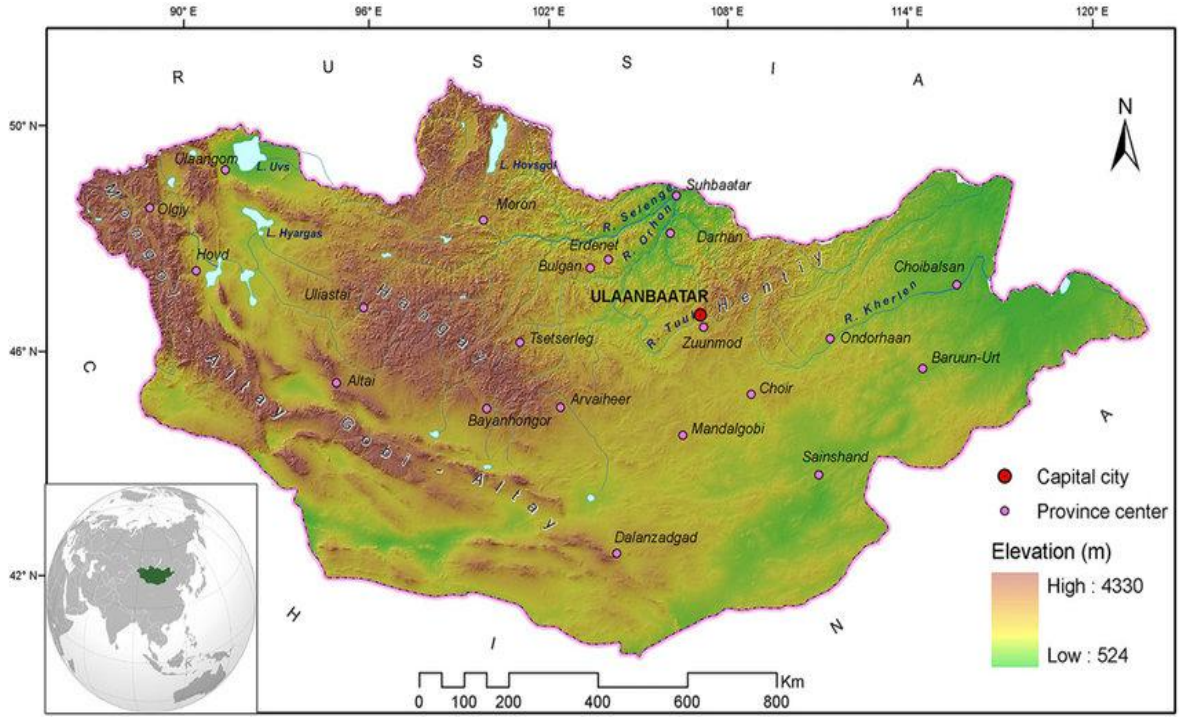 90° E 96° E 102° E 108° E 114° E 120° E
R U S S I A
N
50° N
46° N
42° N
Ulaangom
L. Uvs
L. Hovsgol
Suhbaatar
Olgiy
Moron
R. Selenge
R. Orhon
Darhan
L. Hyargas
Erdenet
Hovd
Bulgan
Choibalsan
Mongol Altay
Uliastai
Hangay
ULAANBAATAR
Hentiy
R. Kherlen
R. Tuul
Zuunmod
Tsetserleg
Ondorhaan
Baruun-Urt
Altai
Choir
Arvaiheer
Bayanhongor
Mandalgobi
Gobi - Altay
Sainshand
Dalanzadgad
C H I N A
Capital city
Province center
Elevation (m)
High : 4330
Low : 524
0 100 200 400 600 800 Km